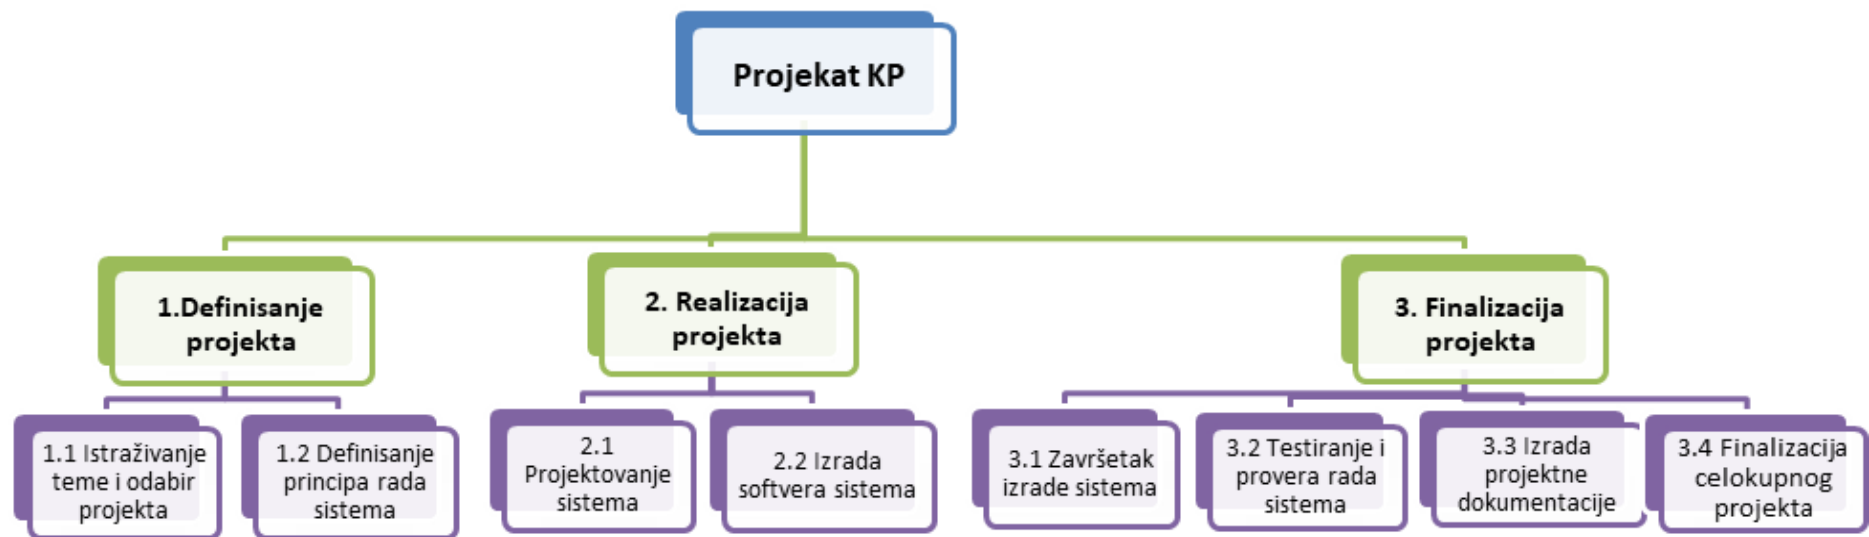 Projekat KP
1.Definisanje
projekta
2. Realizacija
projekta
3. Finalizacija
projekta
1.1 Istraživanje
teme i odabir
projekta
1.2 Definisanje
principa rada
sistema
2.1
Projektovanje
sistema
2.2 Izrada
softvera sistema
3.1 Završetak
izrade sistema
3.2 Testiranje i
provera rada
sistema
3.3 Izrada
projektne
dokumentacije
3.4 Finalizacija
celokupnog
projekta